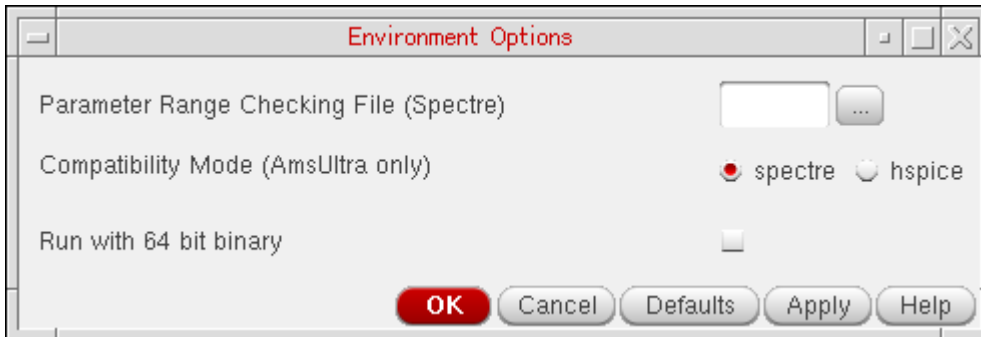 Environment Options
Parameter Range Checking File (Spectre)
...
Compatibility Mode (AmsUltra only)
spectre hspice
Run with 64 bit binary
OK Cancel Defaults Apply Help